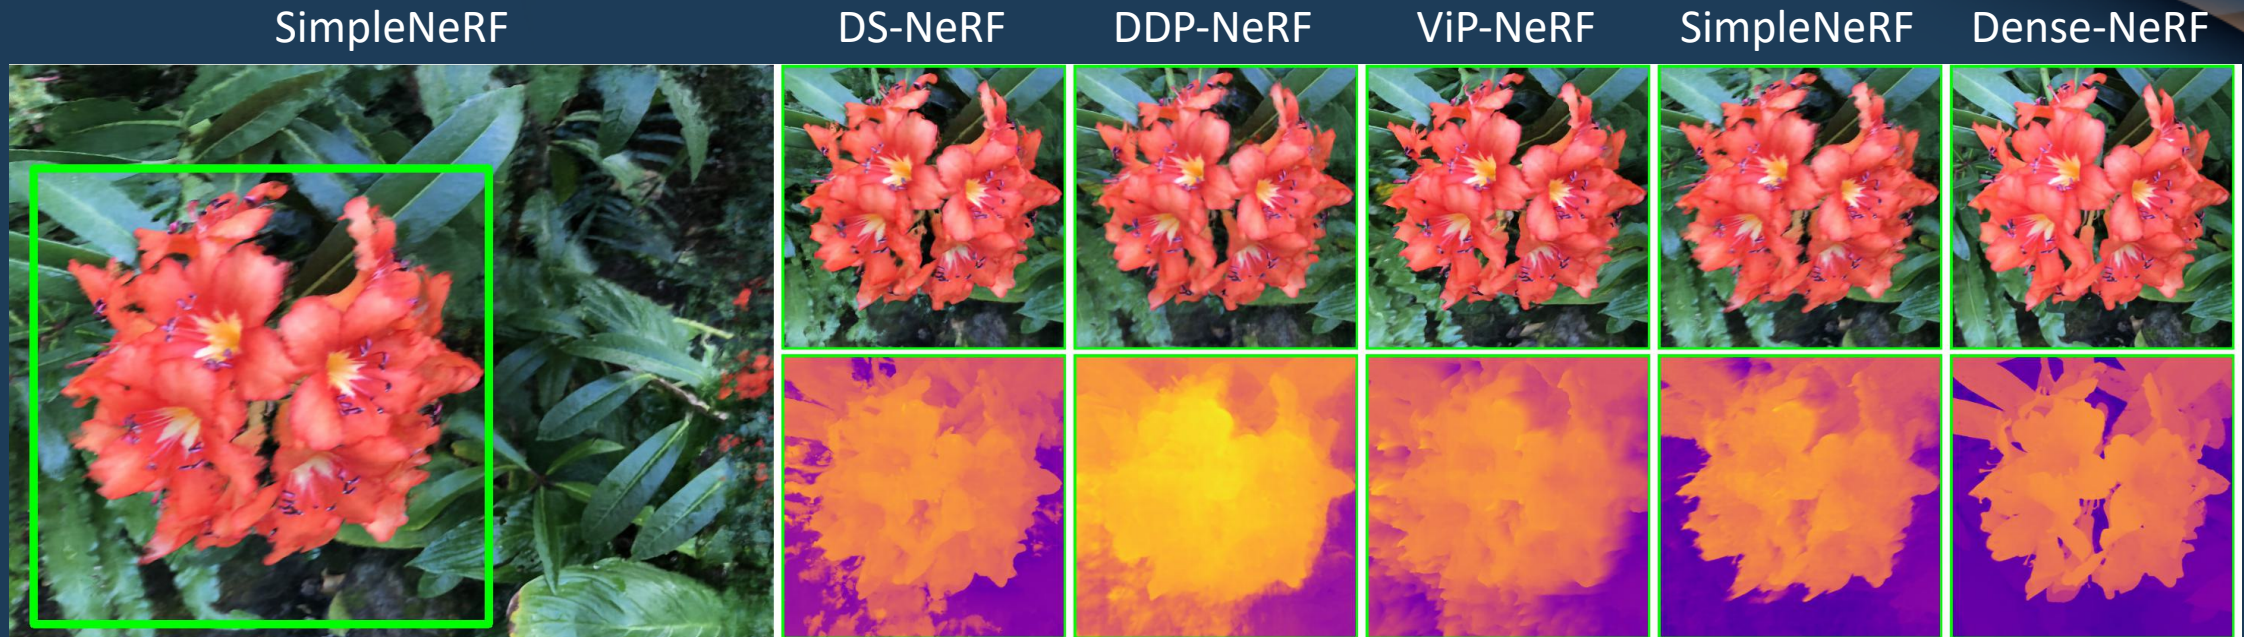 SimpleNeRF
DS-NeRF
DDP-NeRF
ViP-NeRF
SimpleNeRF
Dense-NeRF